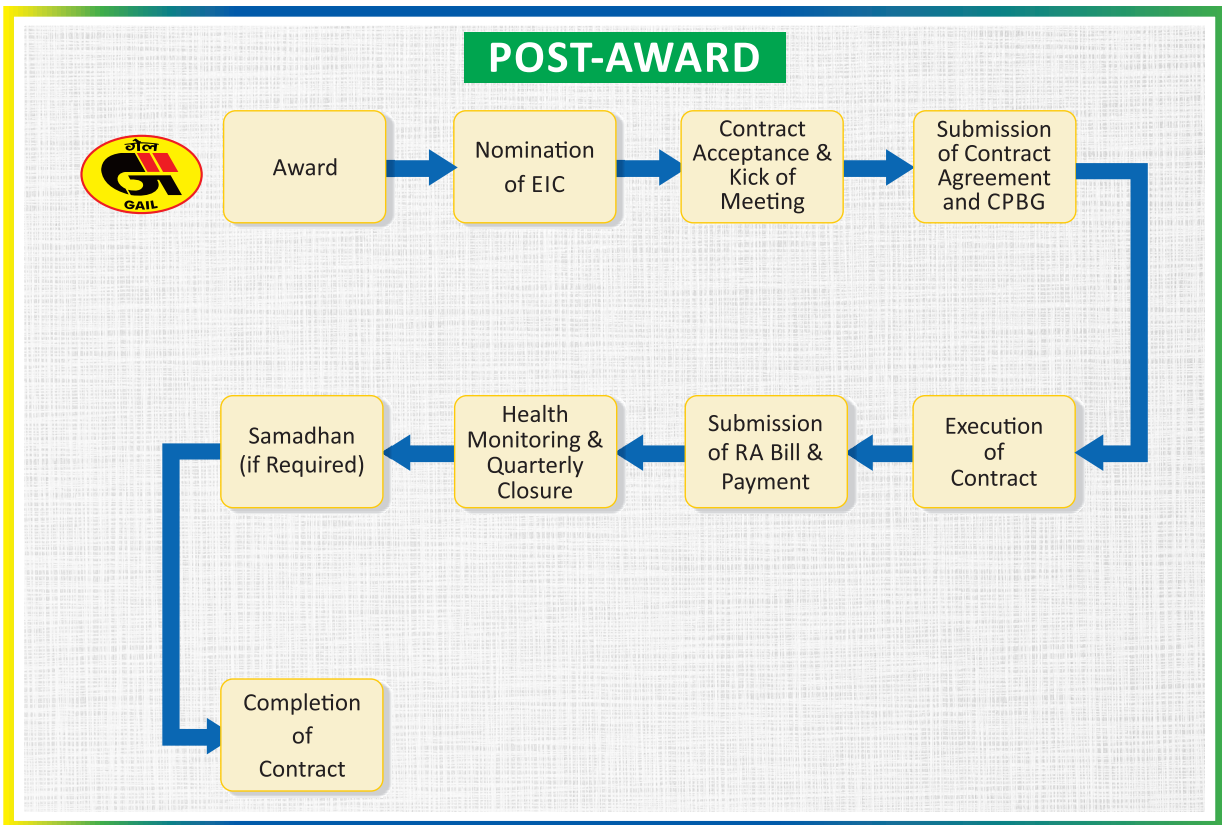 POST-AWARD
गेल
GAIL
Award
Nomination
of EIC
Contract
Acceptance &
Kick of
Meeting
Submission
of Contract
Agreement
and CPBG
Execution
of
Contract
Submission
of RA Bill &
Payment
Health
Monitoring &
Quarterly
Closure
Samadhan
(if Required)
Completion
of
Contract